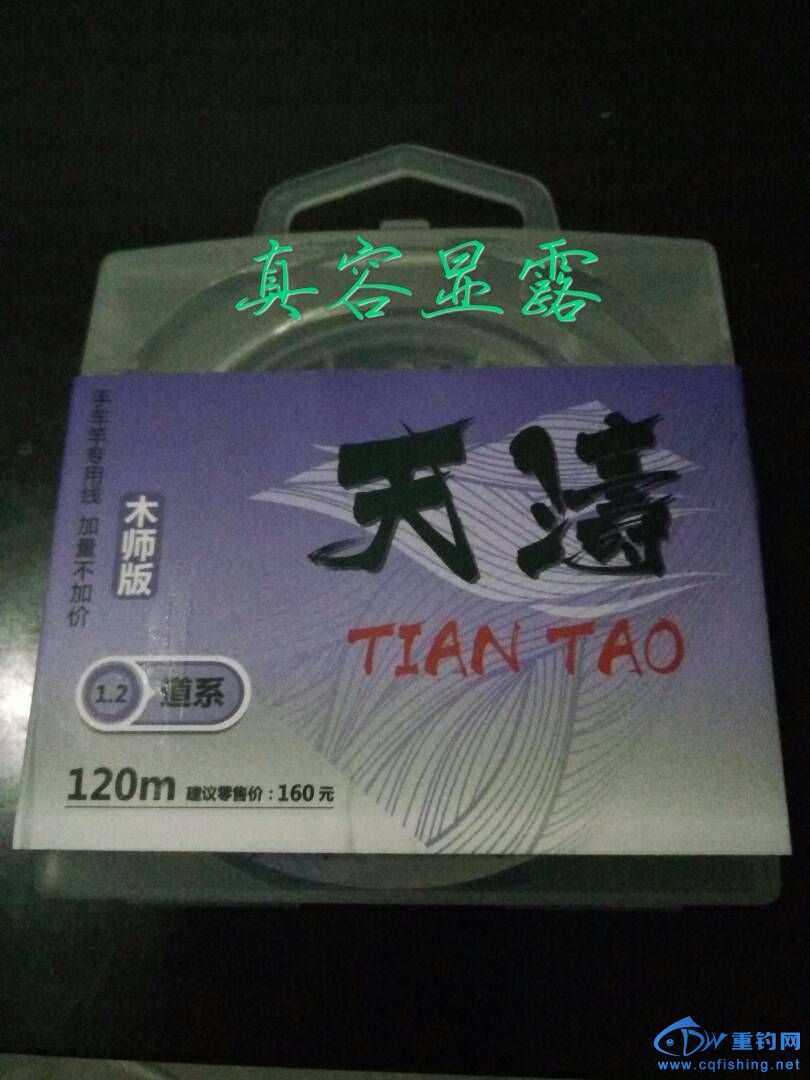 真容显露
手车竿专用线 加量不加价
木师版
天涛
TIAN TAO
1.2 道系
120m 建议零售价：160元
DW 重钓网
www.cqfishing.net